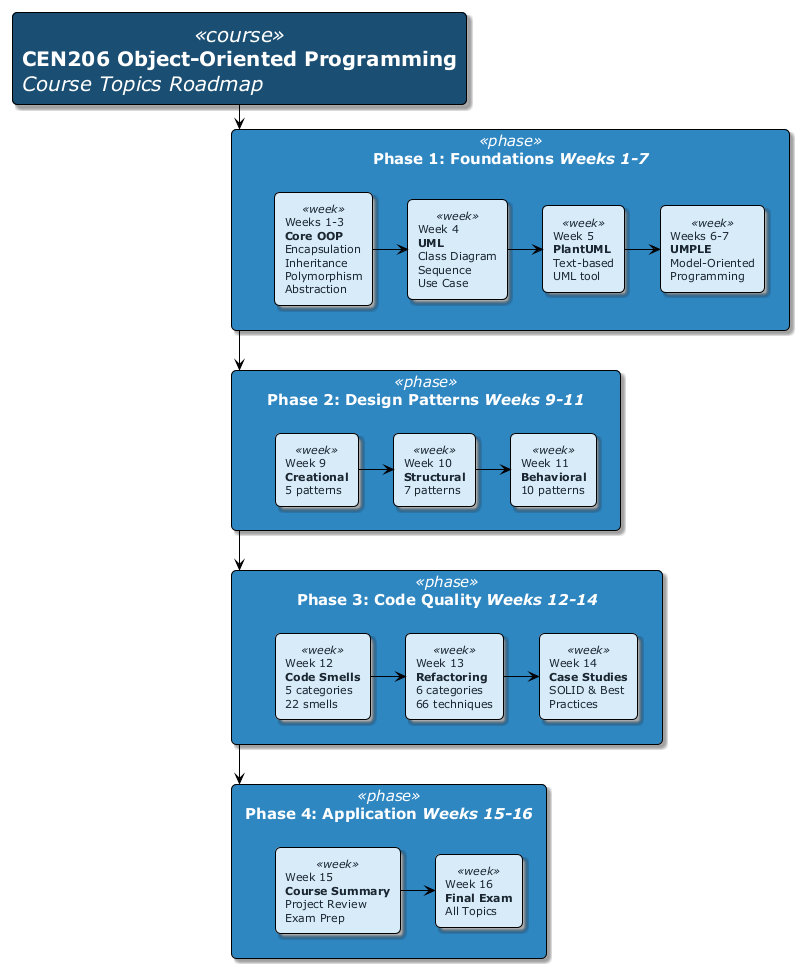 «course»
CEN206 Object-Oriented Programming
Course Topics Roadmap
«phase»
Phase 1: Foundations Weeks 1-7
«week»
Weeks 1-3
Core OOP
Encapsulation
Inheritance
Polymorphism
Abstraction
«week»
Week 4
UML
Class Diagram
Sequence
Use Case
«week»
Week 5
PlantUML
Text-based
UML tool
«week»
Weeks 6-7
UMPLE
Model-Oriented
Programming
«phase»
Phase 2: Design Patterns Weeks 9-11
«week»
Week 9
Creational
5 patterns
«week»
Week 10
Structural
7 patterns
«week»
Week 11
Behavioral
10 patterns
«phase»
Phase 3: Code Quality Weeks 12-14
«week»
Week 12
Code Smells
5 categories
22 smells
«week»
Week 13
Refactoring
6 categories
66 techniques
«week»
Week 14
Case Studies
SOLID & Best
Practices
«phase»
Phase 4: Application Weeks 15-16
«week»
Week 15
Course Summary
Project Review
Exam Prep
«week»
Week 16
Final Exam
All Topics